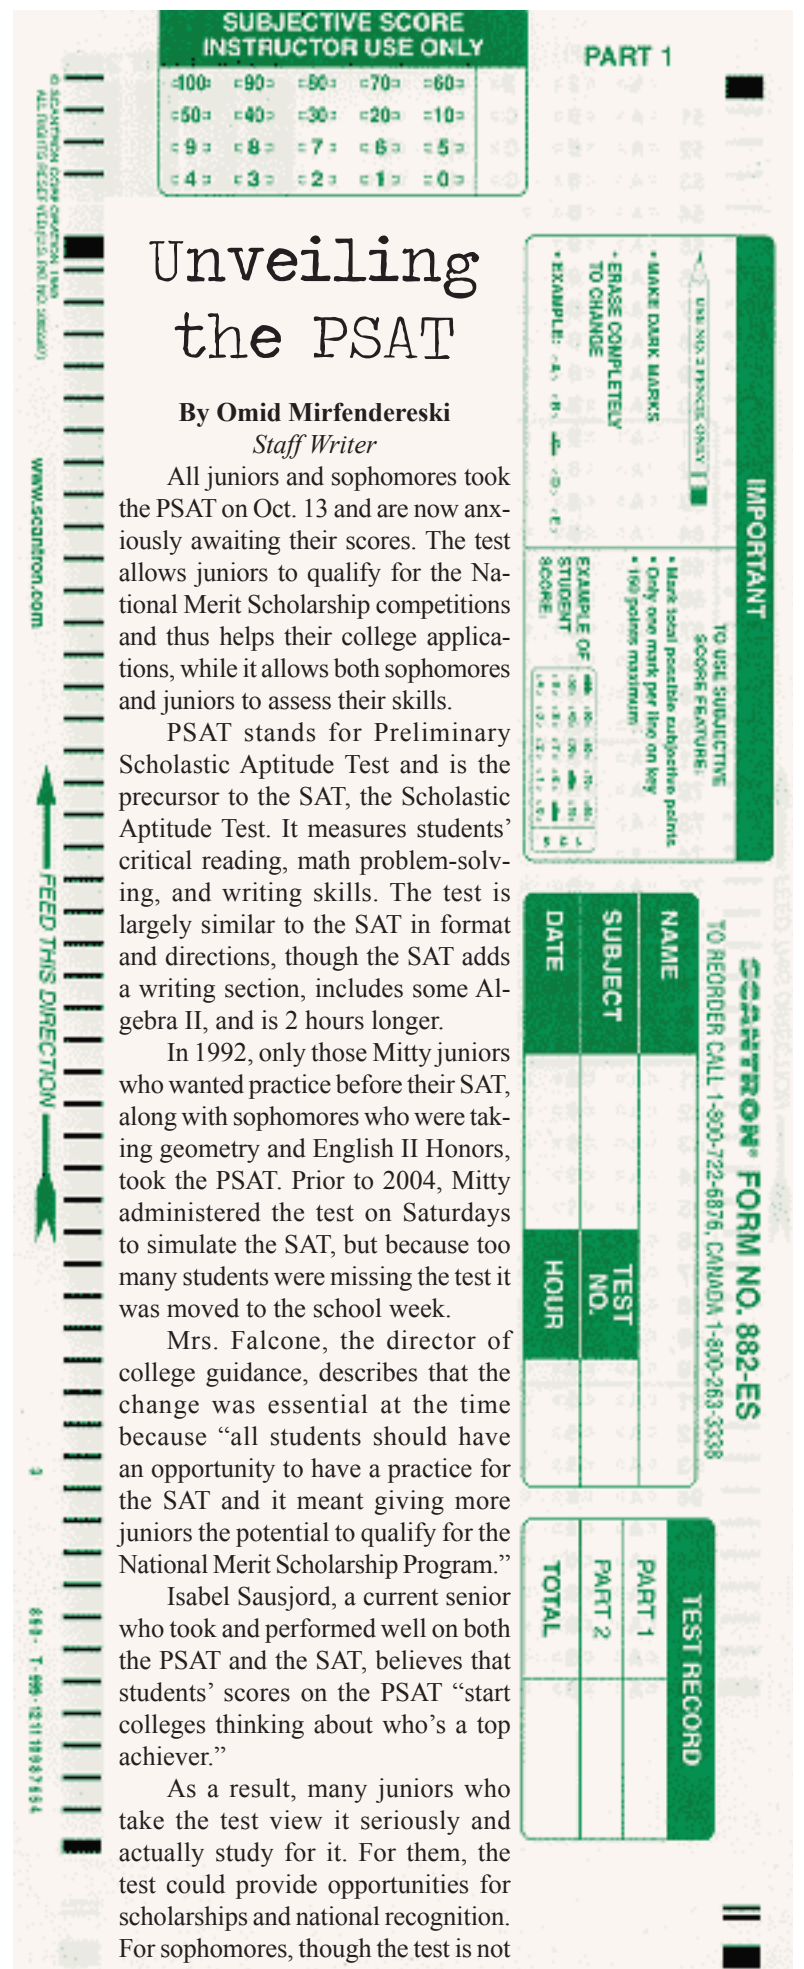 SUBJECTIVE SCORE
INSTRUCTOR USE ONLY
100 90 80 70 60
50 40 30 20 10
9 8 7 6 5
4 3 2 1 0
PART 1
© SCANTRON CORPORATION
ALL RIGHTS RESERVED
www.scantron.com
FEED THIS DIRECTION
Unveiling
the PSAT
By Omid Mirfendereski
Staff Writer
All juniors and sophomores took
the PSAT on Oct. 13 and are now anx-
iously awaiting their scores. The test
allows juniors to qualify for the Na-
tional Merit Scholarship competitions
and thus helps their college applica-
tions, while it allows both sophomores
and juniors to assess their skills.
PSAT stands for Preliminary
Scholastic Aptitude Test and is the
precursor to the SAT, the Scholastic
Aptitude Test. It measures students’
critical reading, math problem-solv-
ing, and writing skills. The test is
largely similar to the SAT in format
and directions, though the SAT adds
a writing section, includes some Al-
gebra II, and is 2 hours longer.
In 1992, only those Mitty juniors
who wanted practice before their SAT,
along with sophomores who were tak-
ing geometry and English II Honors,
took the PSAT. Prior to 2004, Mitty
administered the test on Saturdays
to simulate the SAT, but because too
many students were missing the test it
was moved to the school week.
Mrs. Falcone, the director of
college guidance, describes that the
change was essential at the time
because “all students should have
an opportunity to have a practice for
the SAT and it meant giving more
juniors the potential to qualify for the
National Merit Scholarship Program.”
Isabel Sausjord, a current senior
who took and performed well on both
the PSAT and the SAT, believes that
students’ scores on the PSAT “start
colleges thinking about who’s a top
achiever.”
As a result, many juniors who
take the test view it seriously and
actually study for it. For them, the
test could provide opportunities for
scholarships and national recognition.
For sophomores, though the test is not
IMPORTANT
USE NO. 2 PENCIL ONLY
• MAKE DARK MARKS
• ERASE COMPLETELY
TO CHANGE
• EXAMPLE: A B D E
TO USE SUBJECTIVE
SCORE FEATURE:
• Mark total possible subjective points
• Only one mark per line on key
• 160 points maximum
EXAMPLE OF
STUDENT
SCORE:
SCANTRON® FORM NO. 882-ES
TO REORDER CALL 1-800-722-6876, CANADA 1-800-263-3338
NAME
SUBJECT
DATE
TEST
NO.
HOUR
TEST RECORD
PART 1
PART 2
TOTAL